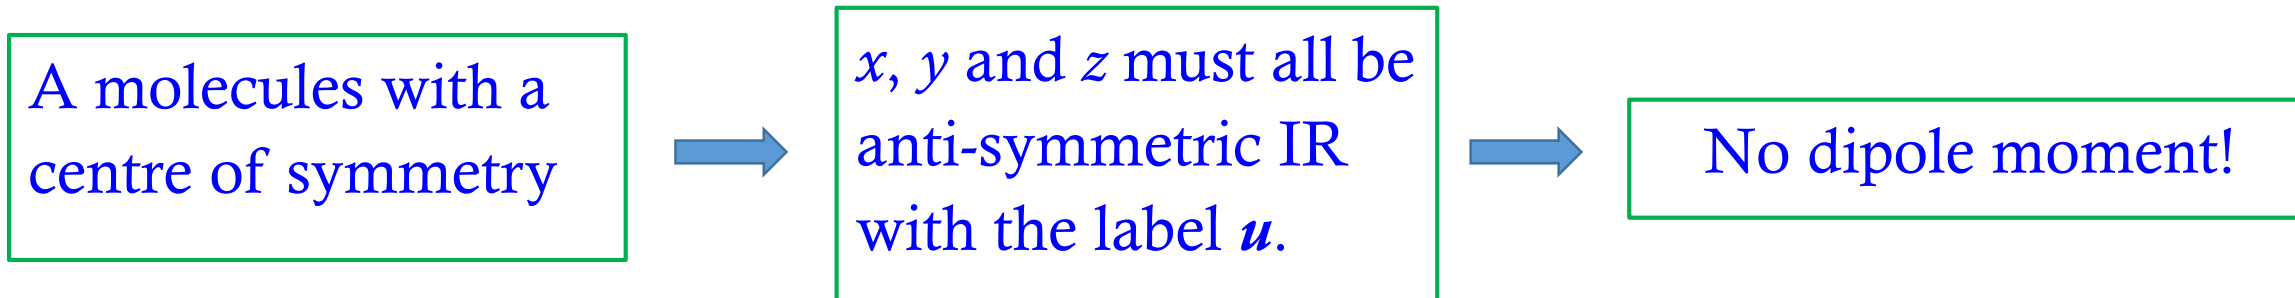 A molecules with a
centre of symmetry
x, y and z must all be
anti-symmetric IR
with the label u.
No dipole moment!